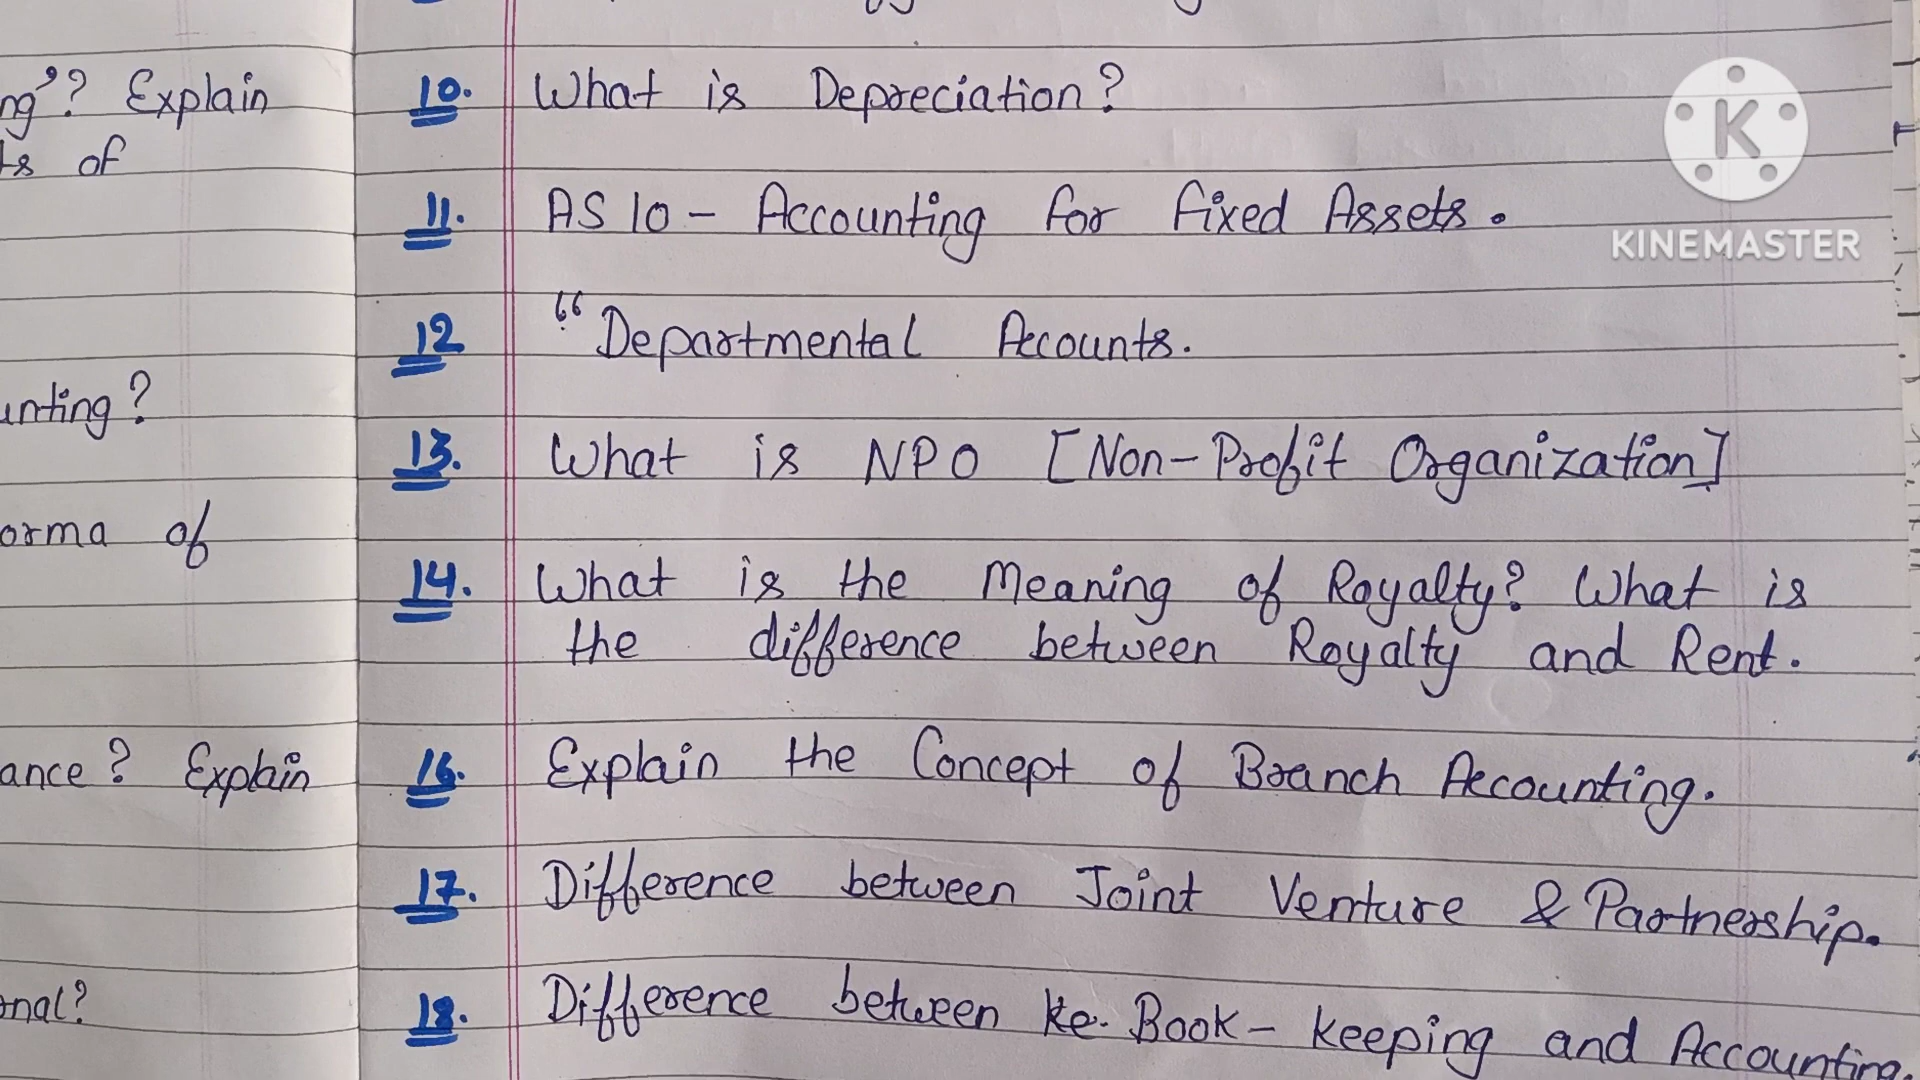 ng’? Explain
ts of
unting?
orma of
ance? Explain
onal?
10. What is Depreciation?
11. AS 10 – Accounting for Fixed Assets.
12 “Departmental Accounts.
13. What is NPO [Non-Profit Organization]
14. What is the Meaning of Royalty? What is
the difference between Royalty and Rent.
16. Explain the Concept of Branch Accounting.
17. Difference between Joint Venture & Partnership.
18. Difference between Ke. Book-keeping and Accounting.
K
KINEMASTER